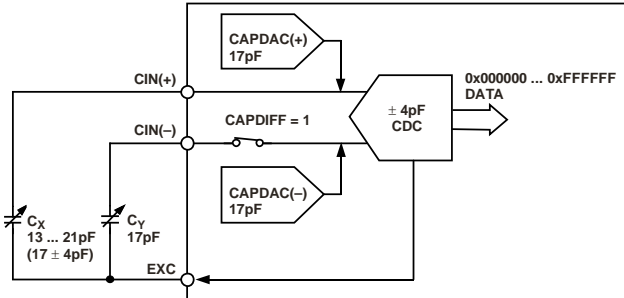 CAPDAC(+)
17pF
CIN(+)
0x000000 ... 0xFFFFFF
DATA
CIN(–)
CAPDIFF = 1
± 4pF
CDC
CAPDAC(–)
17pF
CX
13 ... 21pF
(17 ± 4pF)
CY
17pF
EXC